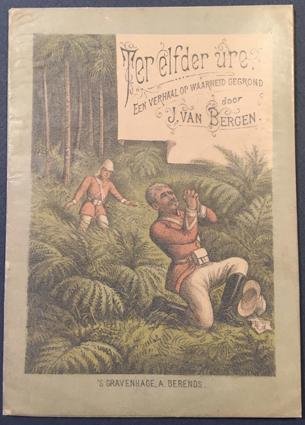 Ter elfder ure.
EEN VERHAAL OP WAARHEID GEGROND
door
J. VAN BERGEN.
'S GRAVENHAGE, A. BERENDS.